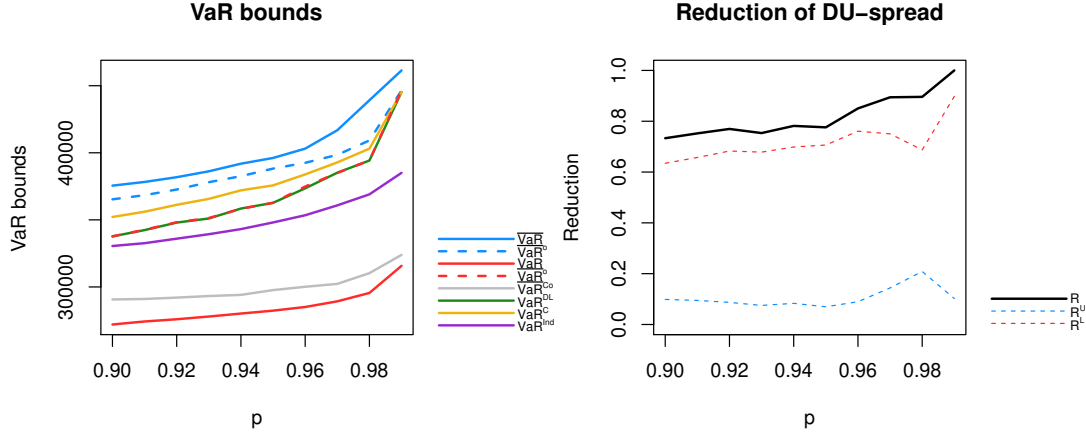 VaR bounds
VaR bounds
300000
400000
0.90
0.92
0.94
0.96
0.98
p
VaR
VaR^b
VaR
VaR^b
VaR^Co
VaR^DL
VaR^C
VaR^Ind
Reduction of DU−spread
Reduction
0.0
0.2
0.4
0.6
0.8
1.0
0.90
0.92
0.94
0.96
0.98
p
R
R^U
R^L